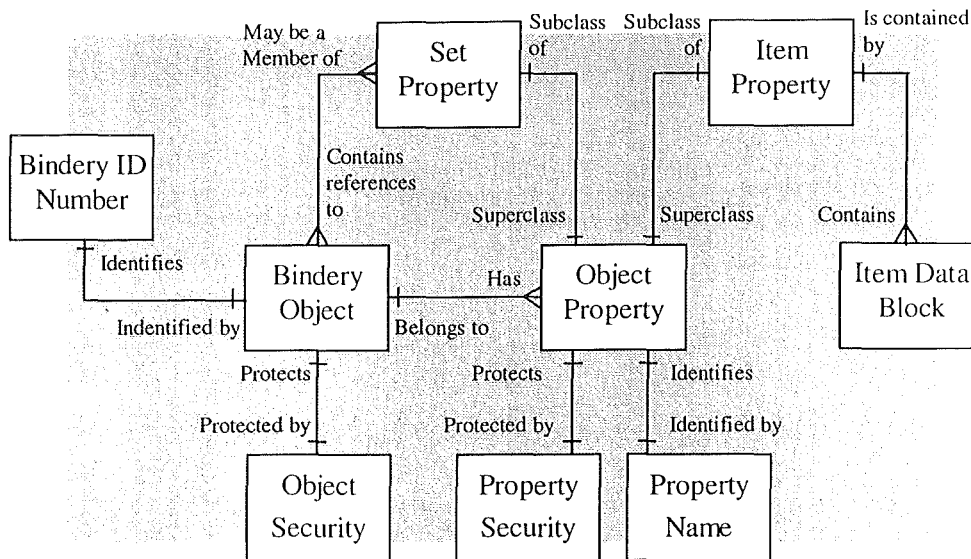 May be a
Member of
Set
Property
Subclass
of
Subclass
of
Item
Property
Is contained
by
Bindery ID
Number
Contains
references
to
Superclass
Superclass
Contains
Identifies
Bindery
Object
Has
Object
Property
Item Data
Block
Indentified by
Belongs to
Protects
Protects
Identifies
Protected by
Protected by
Identified by
Object
Security
Property
Security
Property
Name